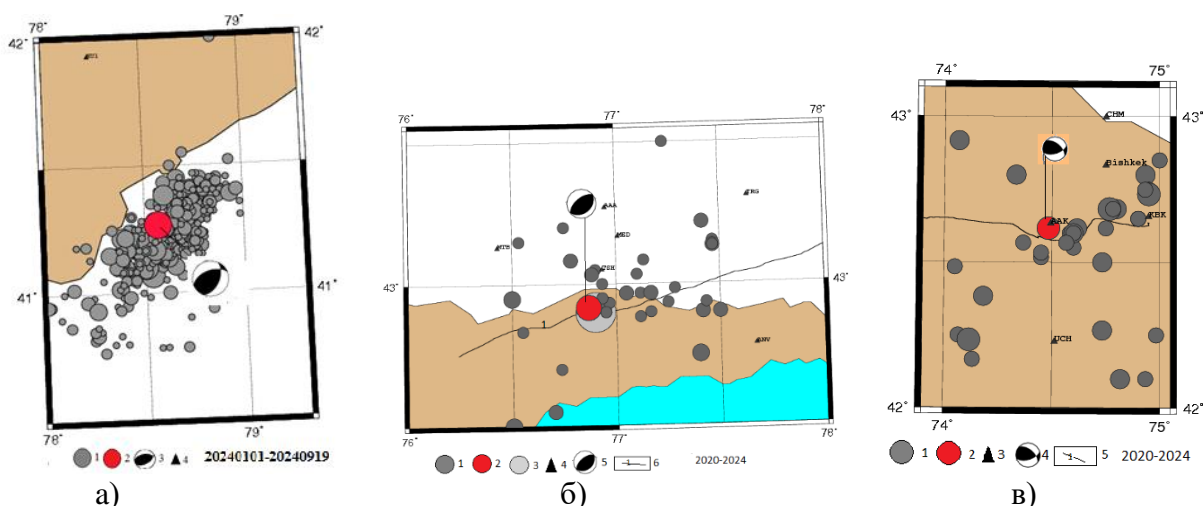 78° 79°
42° 42°
41° 41°
78° 79°
1 2 3 4 20240101-20240919
а)
76° 77° 78°
AAA
MED
TSH
43° 43°
1
76° 77° 78°
1 2 3 4 5 6 2020-2024
б)
74° 75°
43° 43°
CHM
Bishkek
AAK
KBK
UCH
42° 42°
74° 75°
1 2 3 4 5 2020-2024
в)